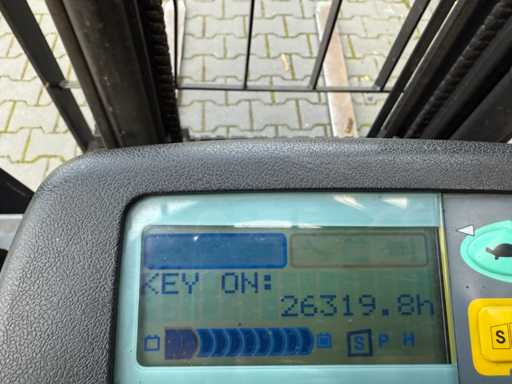 KEY ON:
26319.8h
S P H
S